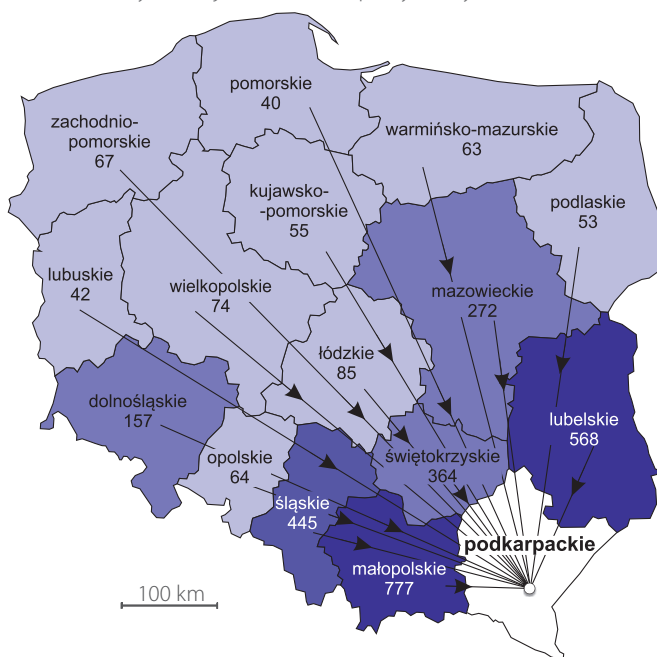 pomorskie
40
zachodnio-
pomorskie
67
warmińsko-mazurskie
63
kujawsko-
-pomorskie
55
podlaskie
53
lubuskie
42
wielkopolskie
74
mazowieckie
272
łódzkie
85
dolnośląskie
157
lubelskie
568
opolskie
64
świętokrzyskie
364
śląskie
445
podkarpackie
małopolskie
777
100 km